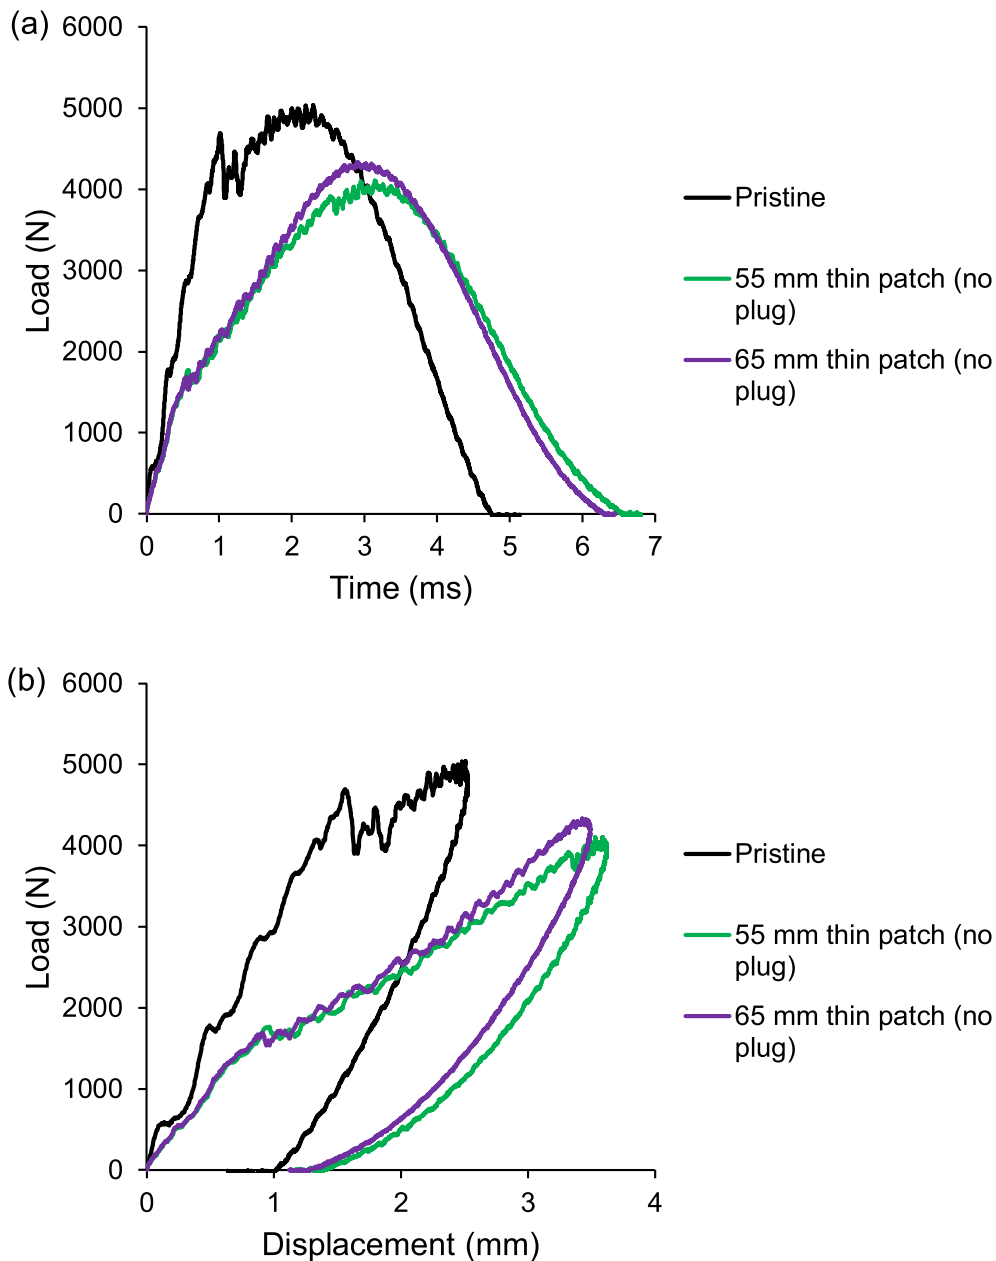 (a)
6000
5000
4000
3000
2000
1000
0
Load (N)
0 1 2 3 4 5 6 7
Time (ms)
Pristine
55 mm thin patch (no
plug)
65 mm thin patch (no
plug)
(b)
6000
5000
4000
3000
2000
1000
0
Load (N)
0 1 2 3 4
Displacement (mm)
Pristine
55 mm thin patch (no
plug)
65 mm thin patch (no
plug)